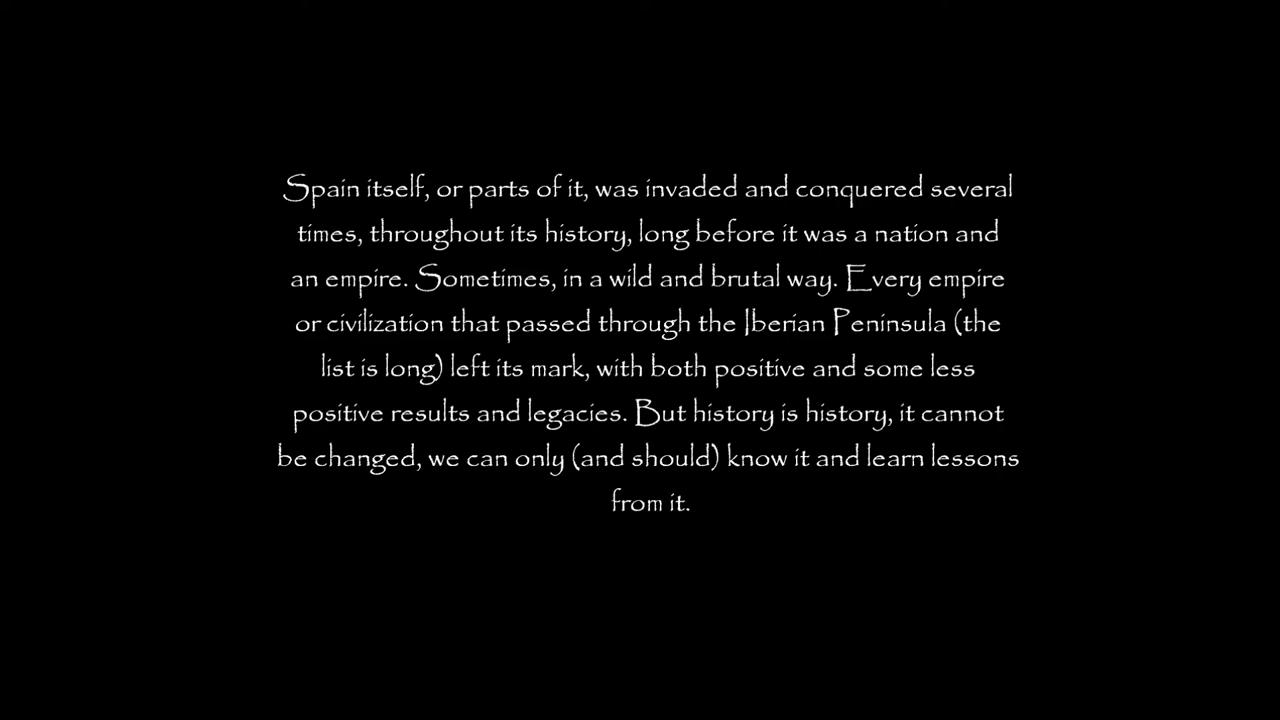 Spain itself, or parts of it, was invaded and conquered several
times, throughout its history, long before it was a nation and
an empire. Sometimes, in a wild and brutal way. Every empire
or civilization that passed through the Iberian Peninsula (the
list is long) left its mark, with both positive and some less
positive results and legacies. But history is history, it cannot
be changed, we can only (and should) know it and learn lessons
from it.